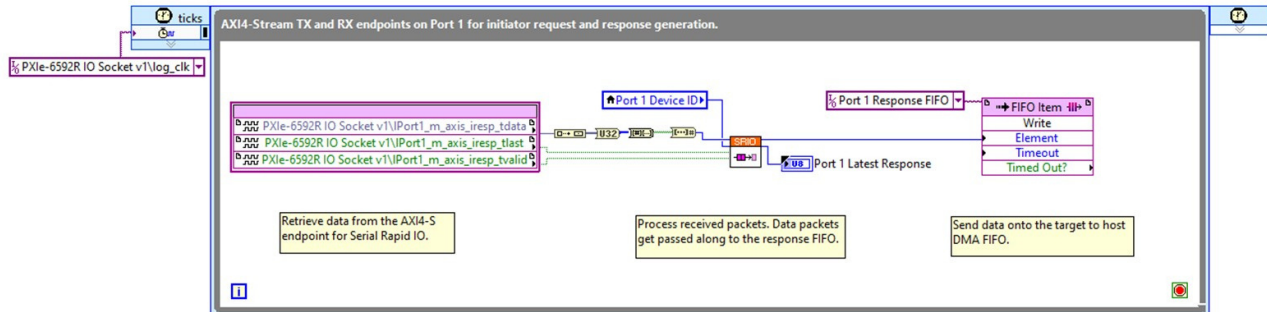 ticks
AXI4-Stream TX and RX endpoints on Port 1 for initiator request and response generation.
PXIe-6592R IO Socket v1\log_clk
Port 1 Device ID
Port 1 Response FIFO
FIFO Item
Write
Element
Timeout
Timed Out?
PXIe-6592R IO Socket v1\IPort1_m_axis_iresp_tdata
PXIe-6592R IO Socket v1\IPort1_m_axis_iresp_tlast
PXIe-6592R IO Socket v1\IPort1_m_axis_iresp_tvalid
U32
SRIO
U8
Port 1 Latest Response
Retrieve data from the AXI4-S
endpoint for Serial Rapid IO.
Process received packets. Data packets
get passed along to the response FIFO.
Send data onto the target to host
DMA FIFO.
i